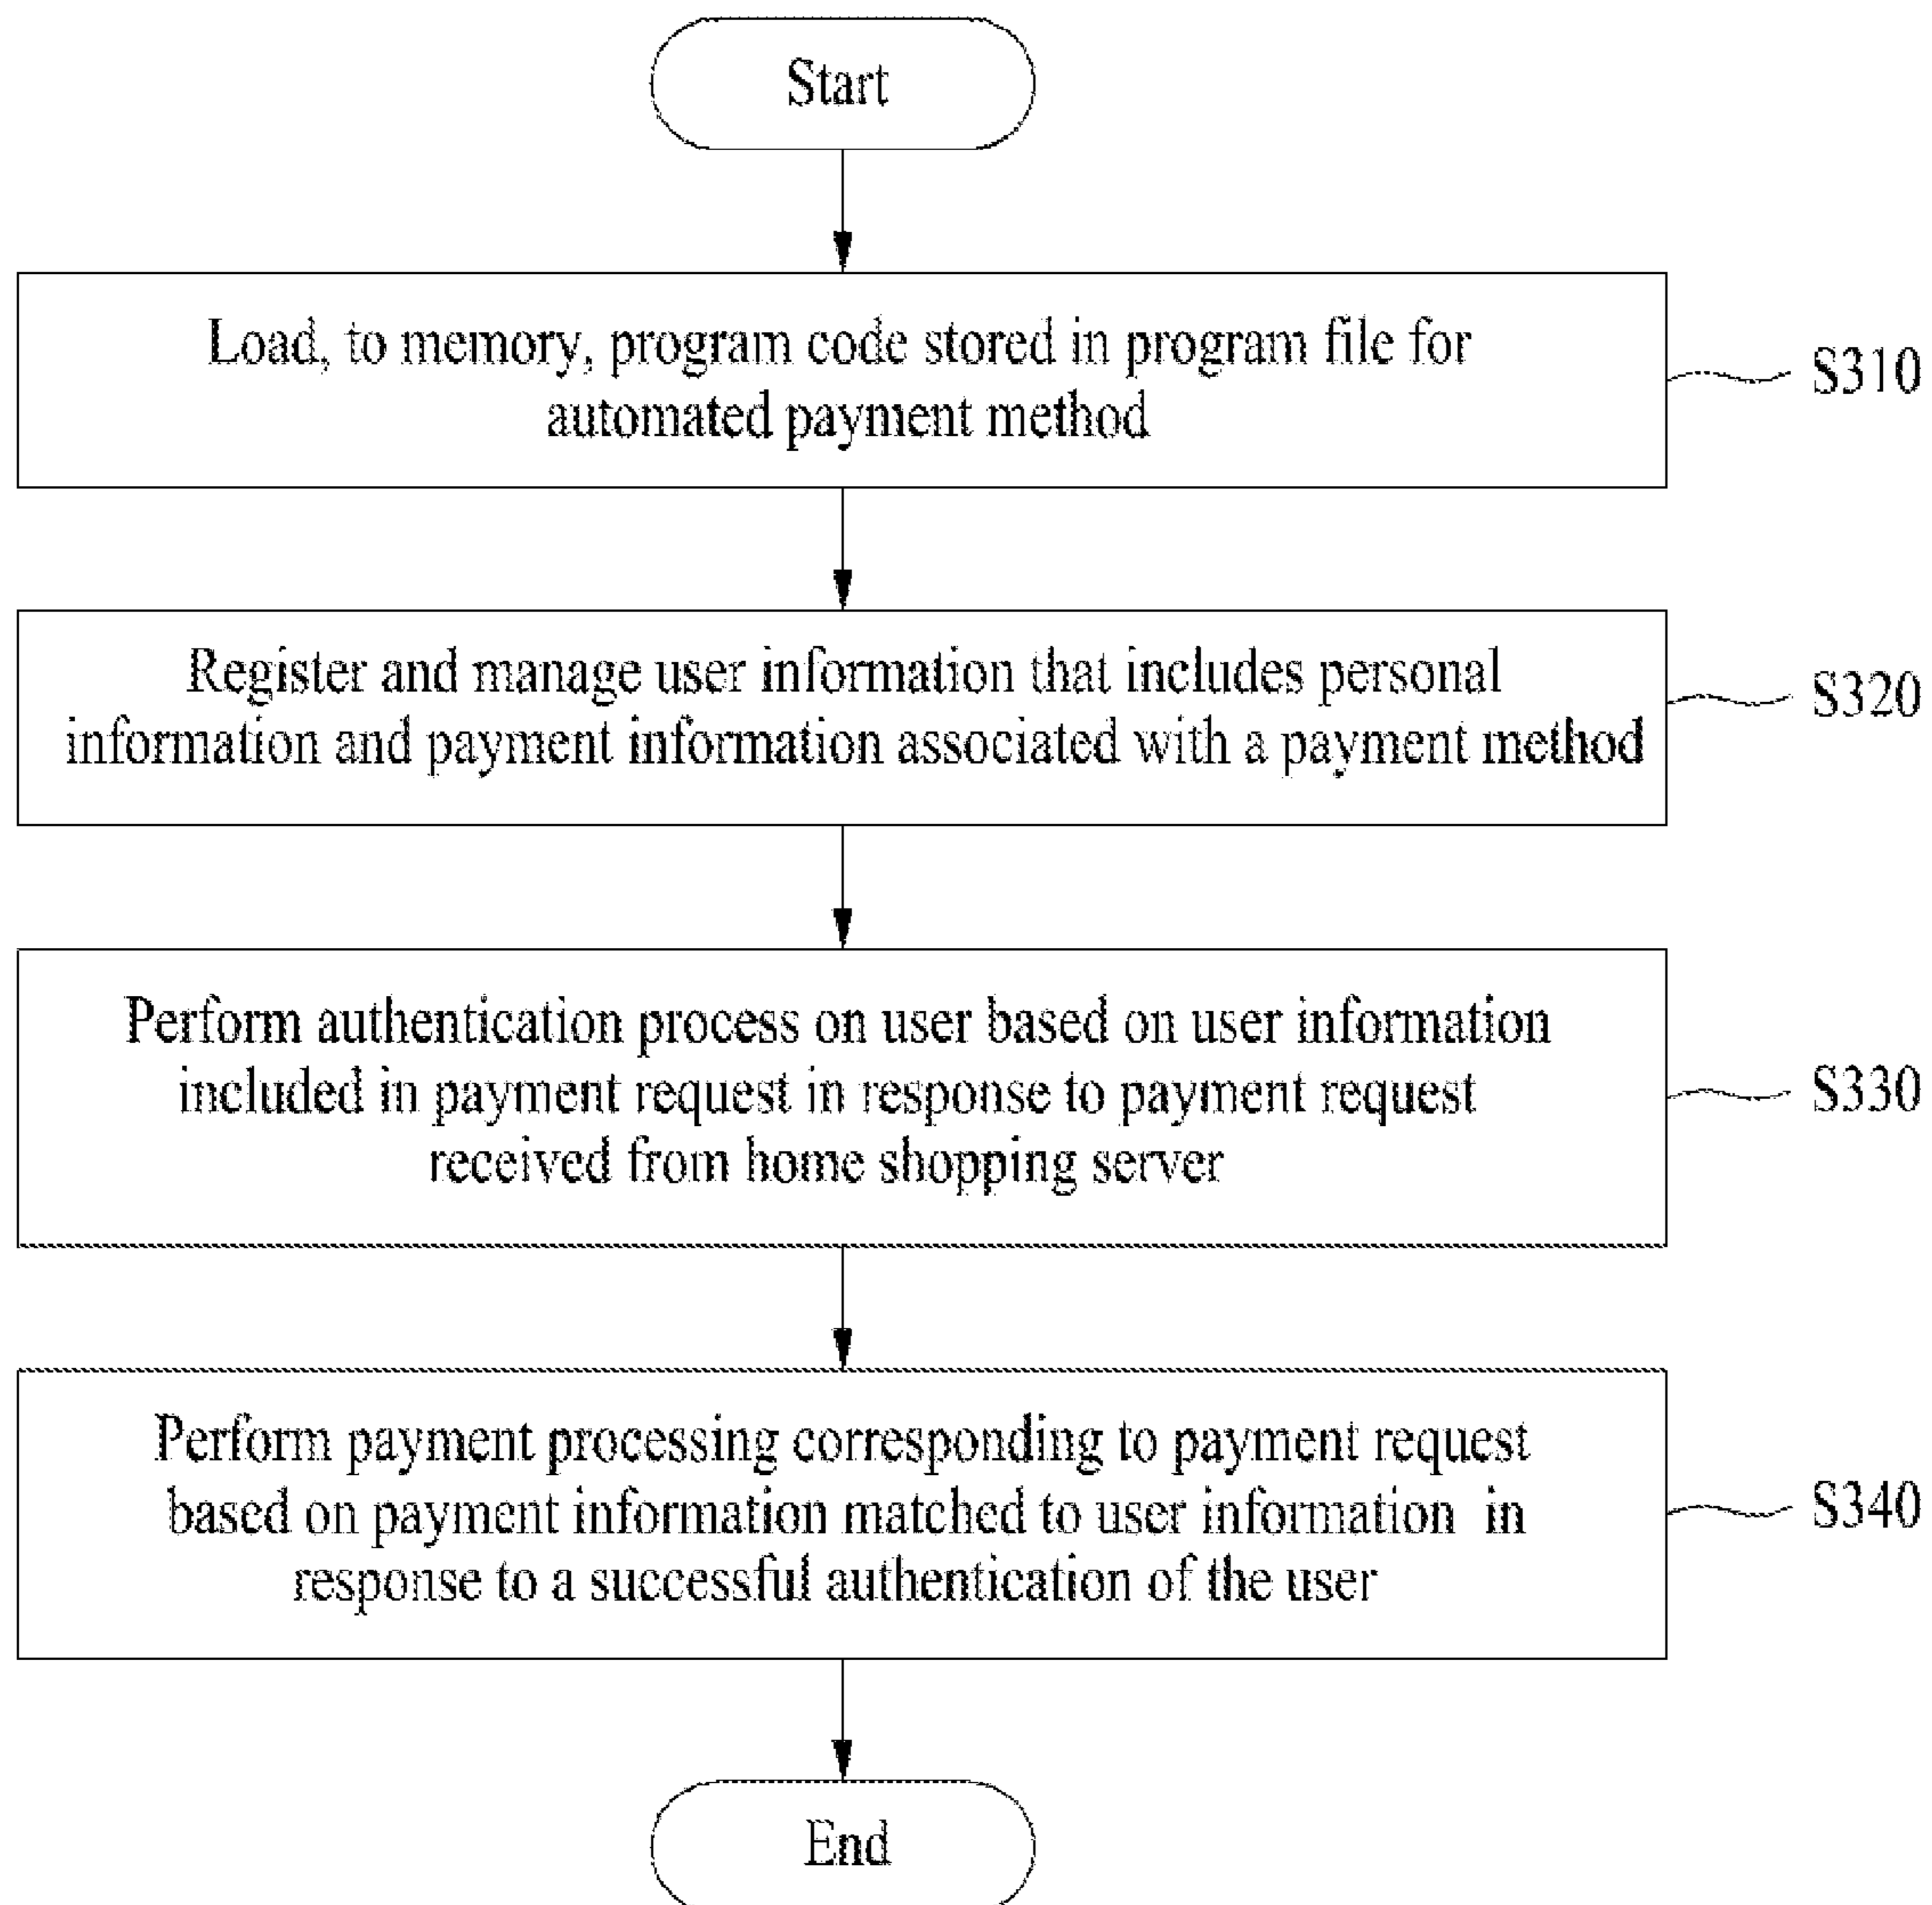 Start
Load, to memory, program code stored in program file for
automated payment method
S310
Register and manage user information that includes personal
information and payment information associated with a payment method
S320
Perform authentication process on user based on user information
included in payment request in response to payment request
received from home shopping server
S330
Perform payment processing corresponding to payment request
based on payment information matched to user information in
response to a successful authentication of the user
S340
End